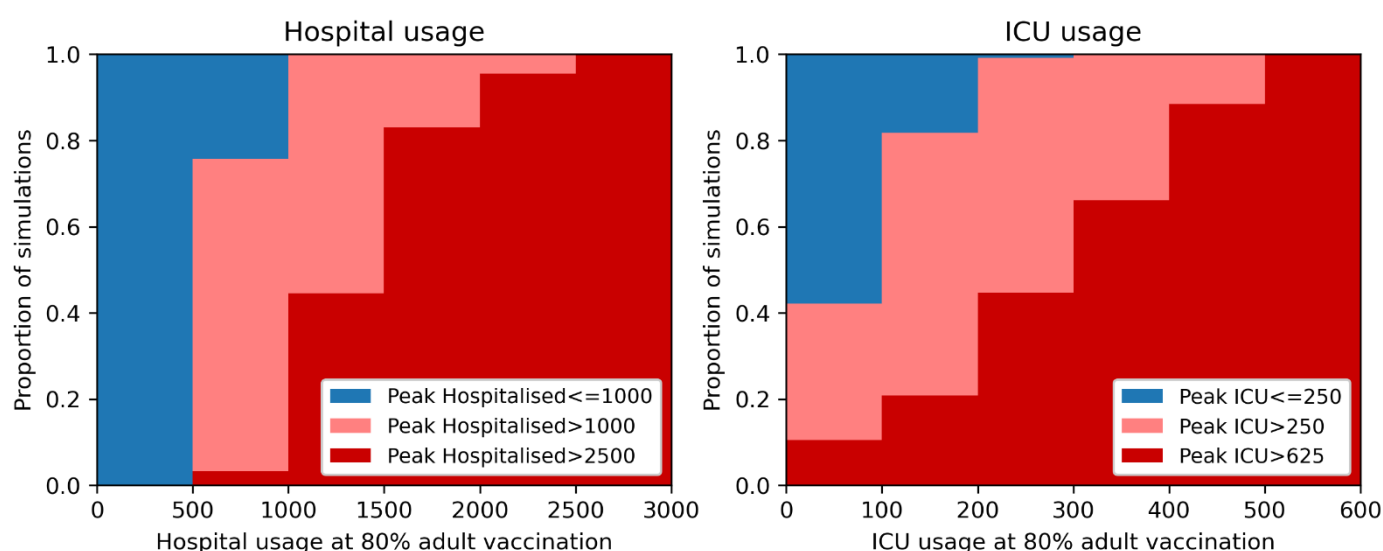 Hospital usage
1.0
0.8
0.6
0.4
0.2
0.0
Proportion of simulations
Peak Hospitalised<=1000
Peak Hospitalised>1000
Peak Hospitalised>2500
0 500 1000 1500 2000 2500 3000
Hospital usage at 80% adult vaccination
ICU usage
1.0
0.8
0.6
0.4
0.2
0.0
Proportion of simulations
Peak ICU<=250
Peak ICU>250
Peak ICU>625
0 100 200 300 400 500 600
ICU usage at 80% adult vaccination